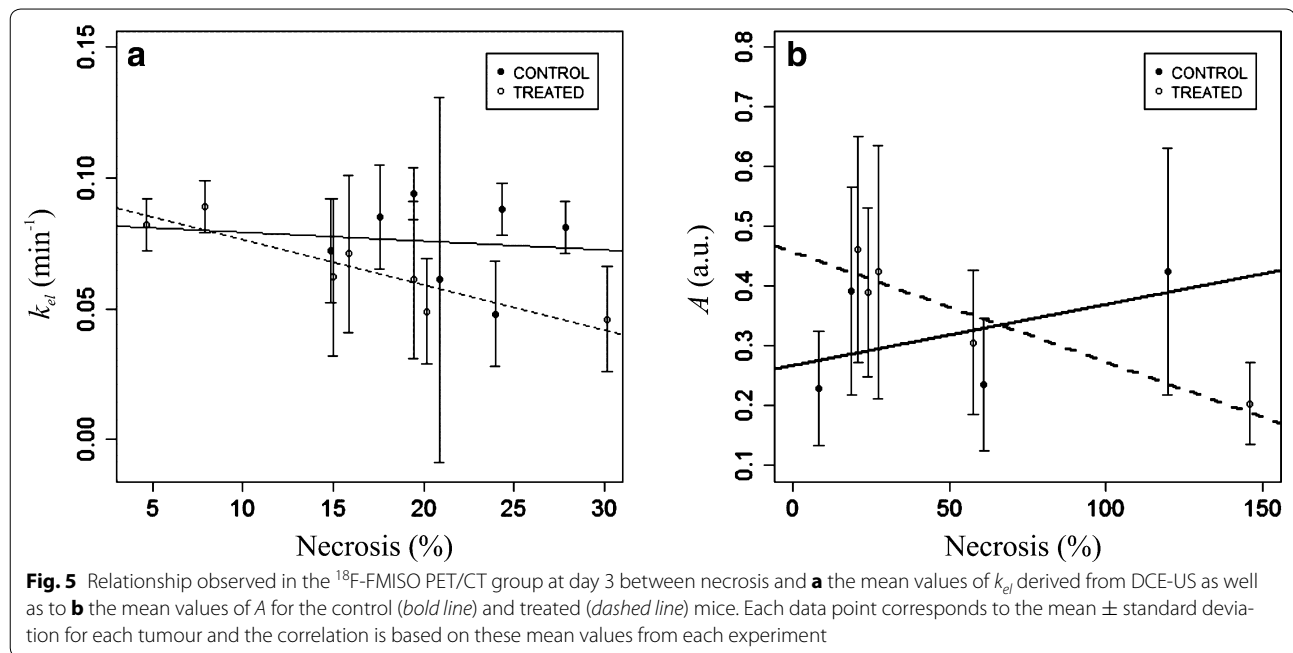 a
CONTROL
TREATED
0.15
0.10
0.05
0.00
k_el (min⁻¹)
5 10 15 20 25 30
Necrosis (%)
b
CONTROL
TREATED
0.8
0.7
0.6
0.5
0.4
0.3
0.2
0.1
A (a.u.)
0 50 100 150
Necrosis (%)
Fig. 5 Relationship observed in the ¹⁸F-FMISO PET/CT group at day 3 between necrosis and a the mean values of k_el derived from DCE-US as well
as to b the mean values of A for the control (bold line) and treated (dashed line) mice. Each data point corresponds to the mean ± standard devia-
tion for each tumour and the correlation is based on these mean values from each experiment